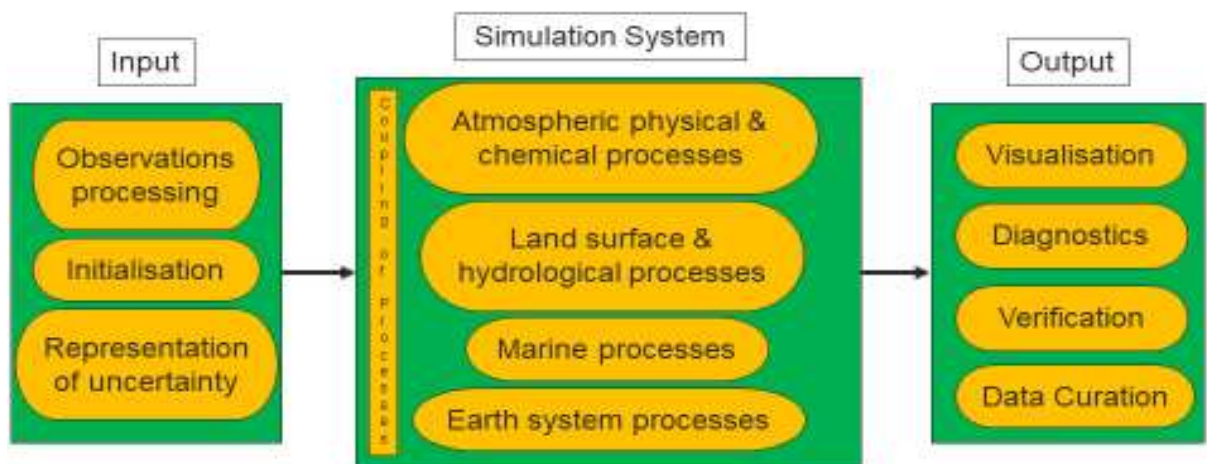 Input
Observations
processing
Initialisation
Representation
of uncertainty
Simulation System
Coupling of Processes
Atmospheric physical &
chemical processes
Land surface &
hydrological processes
Marine processes
Earth system processes
Output
Visualisation
Diagnostics
Verification
Data Curation